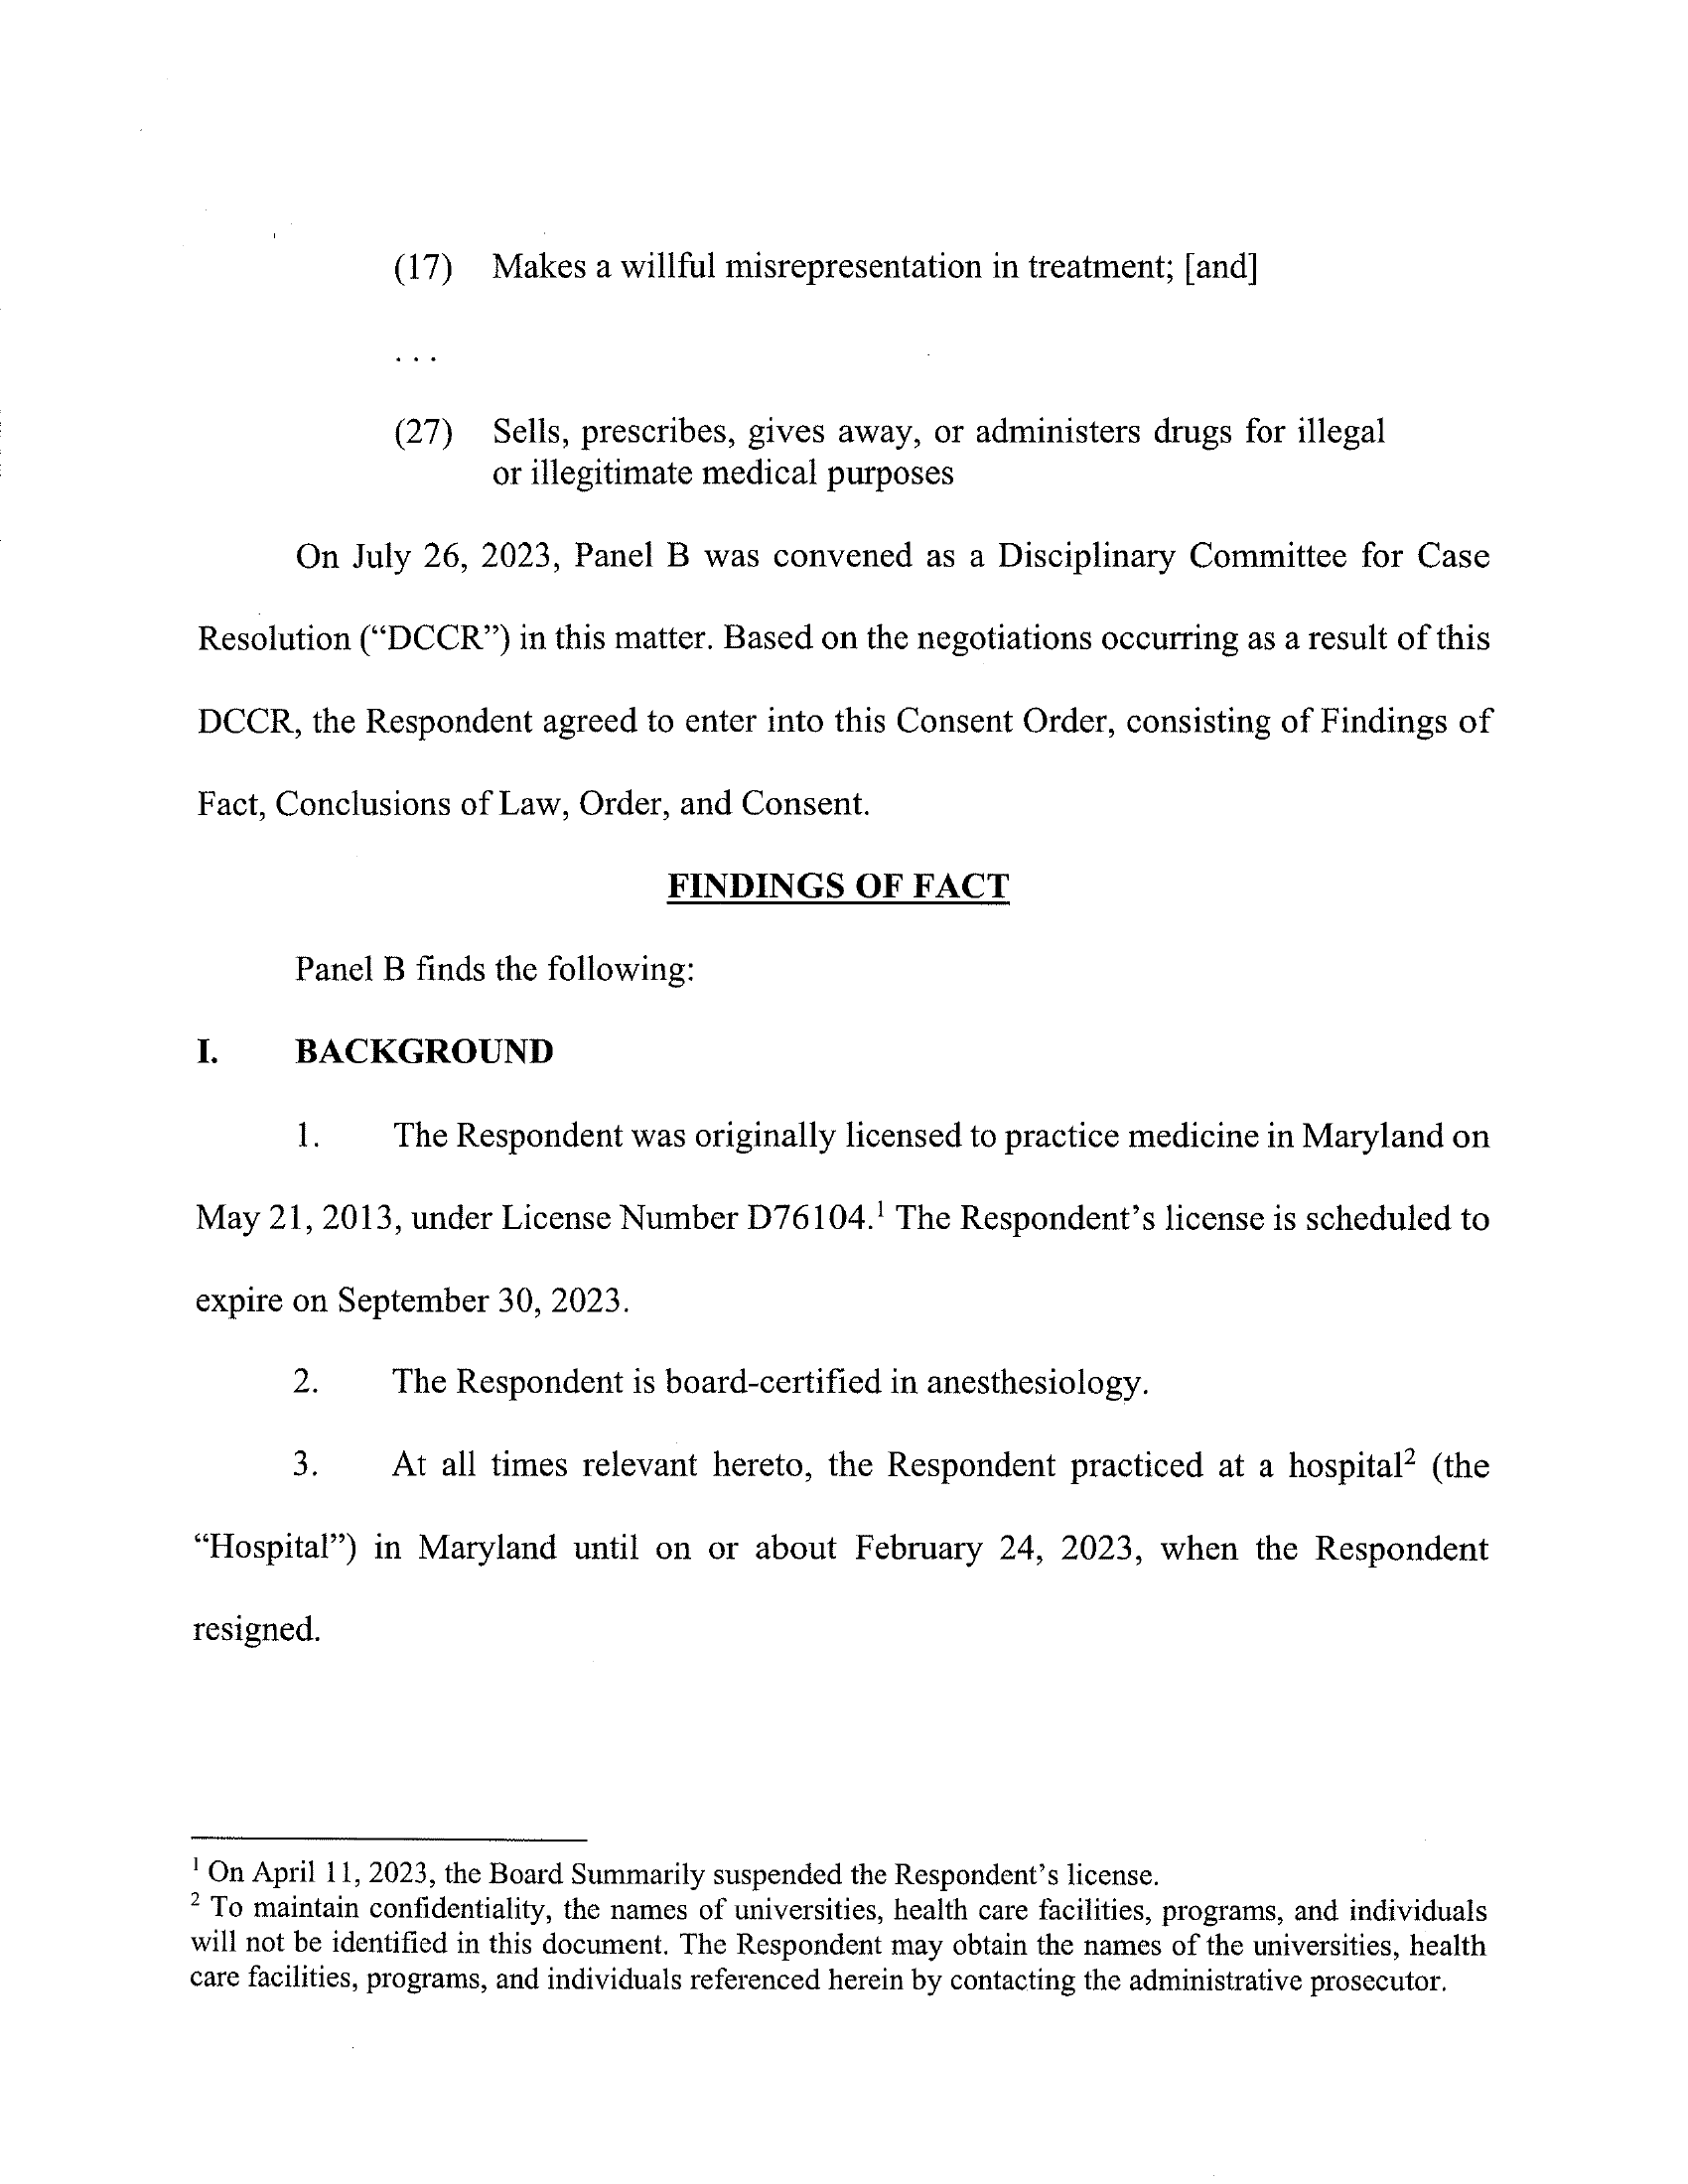 (17) Makes a willful misrepresentation in treatment; [and]
. . .
(27) Sells, prescribes, gives away, or administers drugs for illegal
or illegitimate medical purposes
On July 26, 2023, Panel B was convened as a Disciplinary Committee for Case
Resolution (“DCCR”) in this matter. Based on the negotiations occurring as a result of this
DCCR, the Respondent agreed to enter into this Consent Order, consisting of Findings of
Fact, Conclusions of Law, Order, and Consent.
FINDINGS OF FACT
Panel B finds the following:
I. BACKGROUND
1. The Respondent was originally licensed to practice medicine in Maryland on
May 21, 2013, under License Number D76104.¹ The Respondent’s license is scheduled to
expire on September 30, 2023.
2. The Respondent is board-certified in anesthesiology.
3. At all times relevant hereto, the Respondent practiced at a hospital² (the
“Hospital”) in Maryland until on or about February 24, 2023, when the Respondent
resigned.
¹ On April 11, 2023, the Board Summarily suspended the Respondent’s license.
² To maintain confidentiality, the names of universities, health care facilities, programs, and individuals
will not be identified in this document. The Respondent may obtain the names of the universities, health
care facilities, programs, and individuals referenced herein by contacting the administrative prosecutor.